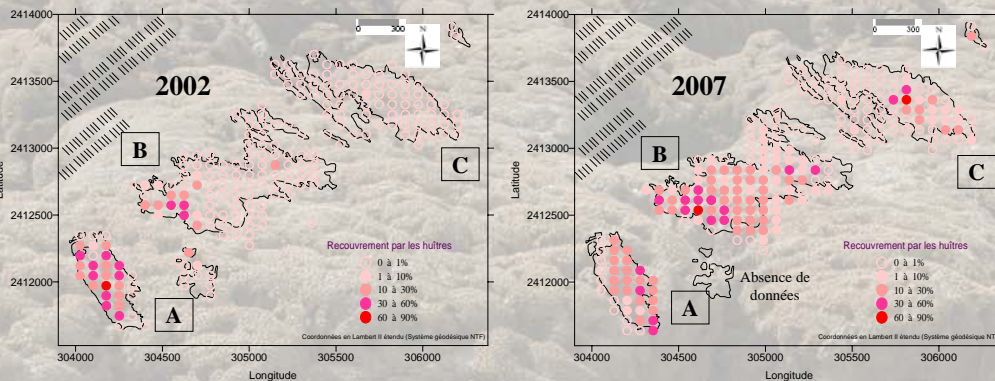 2414000
2413500
2413000
2412500
2412000
Latitude
300
2002
B
C
A
Recouvrement par les huîtres
0 à 1%
1 à 10%
10 à 30%
30 à 60%
60 à 90%
Coordonnées en Lambert II étendu (Système géodésique NTF)
304000 304500 305000 305500 306000
Longitude
2414000
2413500
2413000
2412500
2412000
Latitude
300
2007
B
C
A
Absence de
données
Recouvrement par les huîtres
0 à 1%
1 à 10%
10 à 30%
30 à 60%
60 à 90%
Coordonnées en Lambert II étendu (Système géodésique NTF)
304000 304500 305000 305500 306000
Longitude